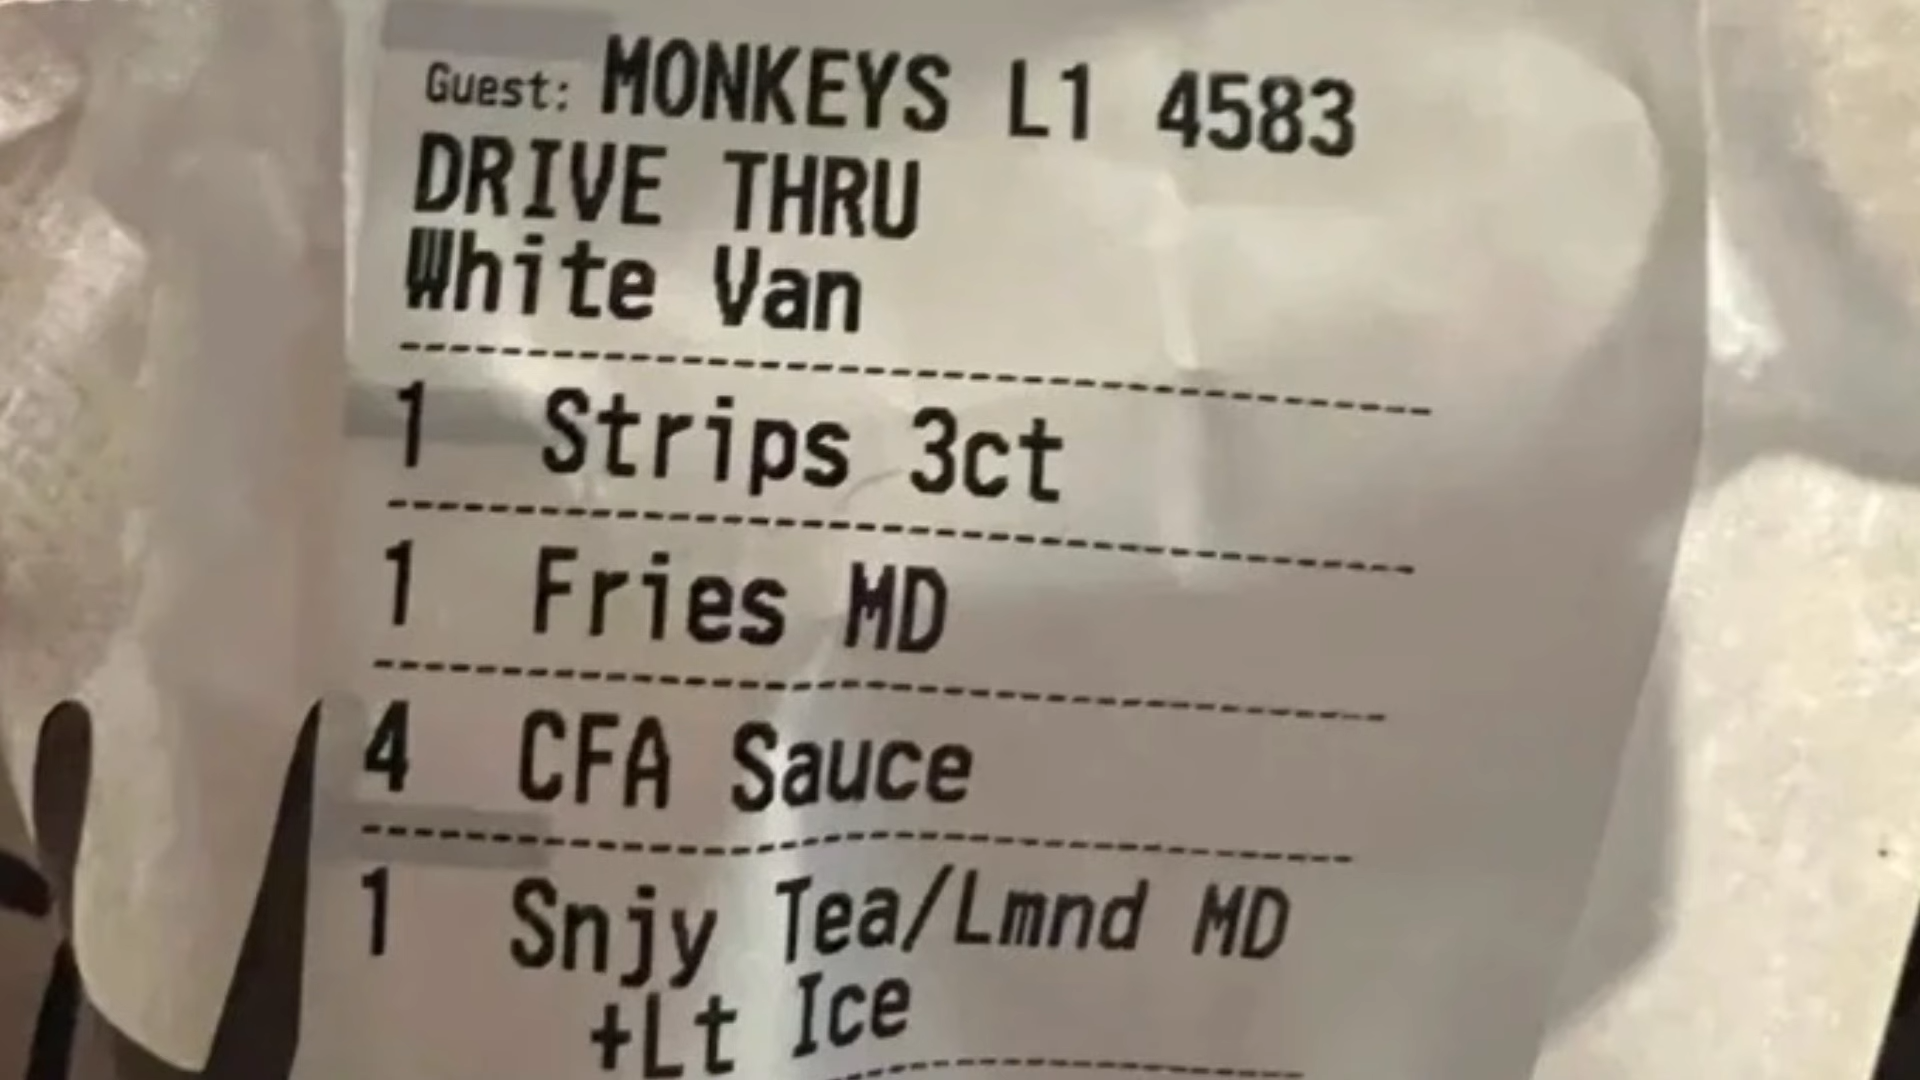 Guest: MONKEYS L1 4583
DRIVE THRU
White Van
1 Strips 3ct
1 Fries MD
4 CFA Sauce
1 Snjy Tea/Lmnd MD
+Lt Ice